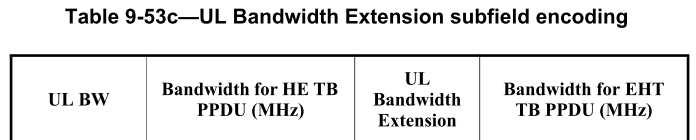 Table 9-53c—UL Bandwidth Extension subfield encoding
UL BW
Bandwidth for HE TB
PPDU (MHz)
UL
Bandwidth
Extension
Bandwidth for EHT
TB PPDU (MHz)